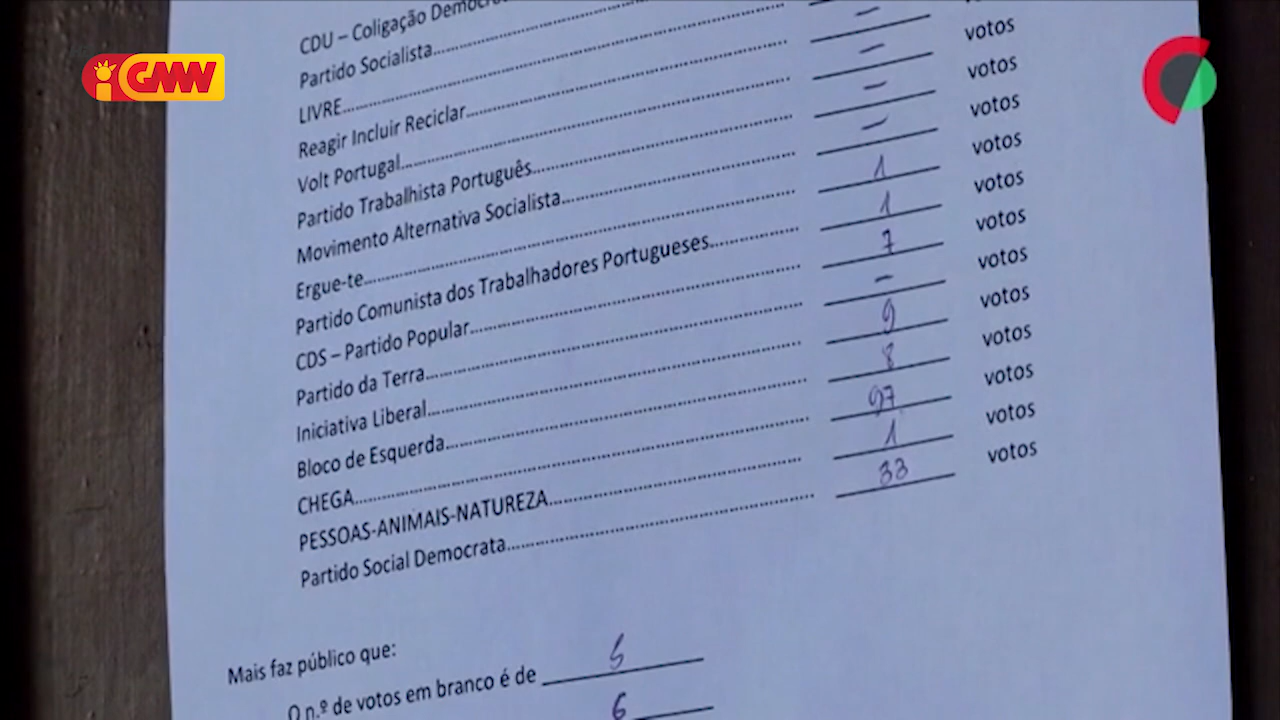 GMW
CDU – Coligação
Partido Socialista
LIVRE
Reagir Incluir Reciclar –
Volt Portugal – votos
Partido Trabalhista Português – votos
Movimento Alternativa Socialista – votos
Ergue-te 1 votos
Partido Comunista dos Trabalhadores Portugueses 1 votos
CDS – Partido Popular 7 votos
Partido da Terra – votos
Iniciativa Liberal 9 votos
Bloco de Esquerda 8 votos
CHEGA 97 votos
PESSOAS-ANIMAIS-NATUREZA 1 votos
Partido Social Democrata 33 votos
Mais faz público que:
O n.º de votos em branco é de 5
6